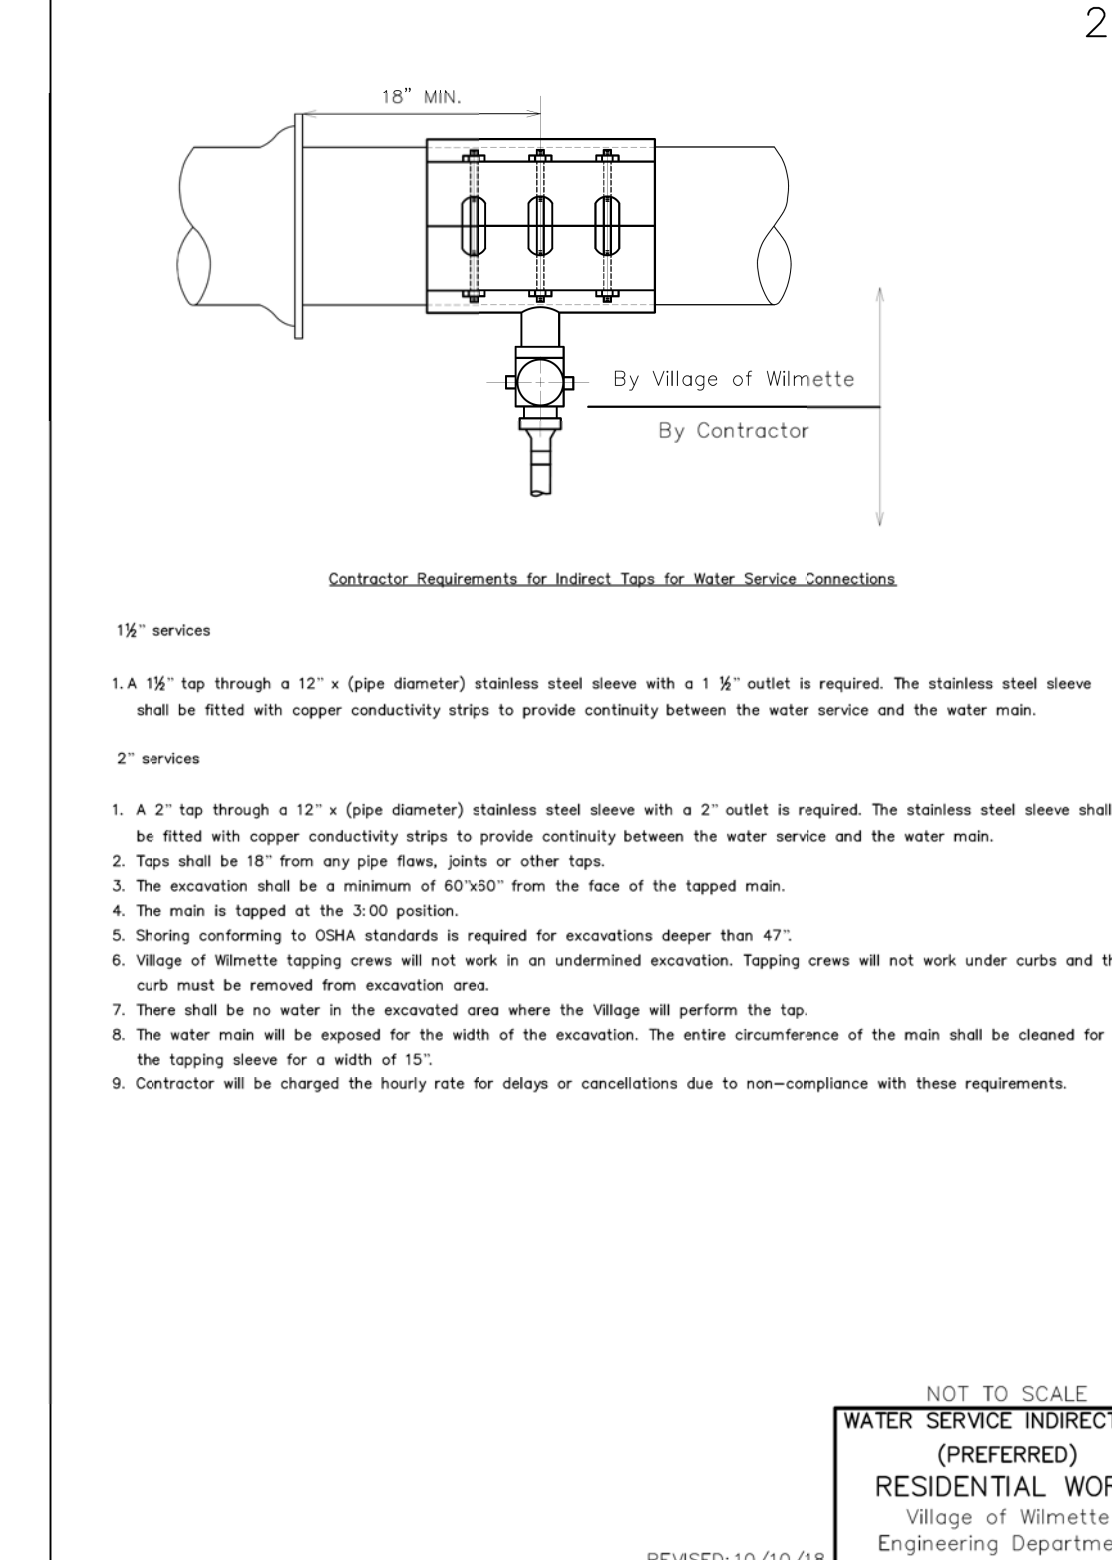 2
18" MIN.
By Village of Wilmette
By Contractor
Contractor Requirements for Indirect Taps for Water Service Connections
1½" services
1. A 1½" tap through a 12" x (pipe diameter) stainless steel sleeve with a 1 ½" outlet is required. The stainless steel sleeve
shall be fitted with copper conductivity strips to provide continuity between the water service and the water main.
2" services
1. A 2" tap through a 12" x (pipe diameter) stainless steel sleeve with a 2" outlet is required. The stainless steel sleeve shall
be fitted with copper conductivity strips to provide continuity between the water service and the water main.
2. Taps shall be 18" from any pipe flaws, joints or other taps.
3. The excavation shall be a minimum of 60"x60" from the face of the tapped main.
4. The main is tapped at the 3:00 position.
5. Shoring conforming to OSHA standards is required for excavations deeper than 47".
6. Village of Wilmette tapping crews will not work in an undermined excavation. Tapping crews will not work under curbs and
curb must be removed from excavation area.
7. There shall be no water in the excavated area where the Village will perform the tap.
8. The water main will be exposed for the width of the excavation. The entire circumference of the main shall be cleaned for
the tapping sleeve for a width of 15".
9. Contractor will be charged the hourly rate for delays or cancellations due to non-compliance with these requirements.
NOT TO SCALE
WATER SERVICE INDIRECT
(PREFERRED)
RESIDENTIAL
Village of Wilmette
Engineering
REVISED: 10/10/18